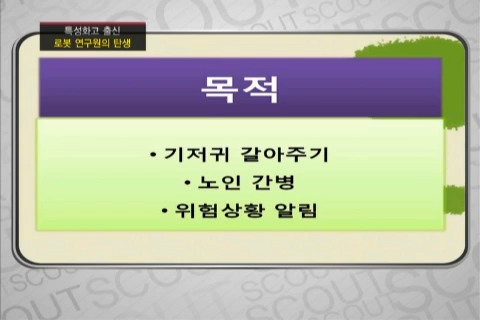 특성화고 출신
로봇 연구원의 탄생
목적
• 기저귀 갈아주기
• 노인 간병
• 위험상황 알림
SCOUT